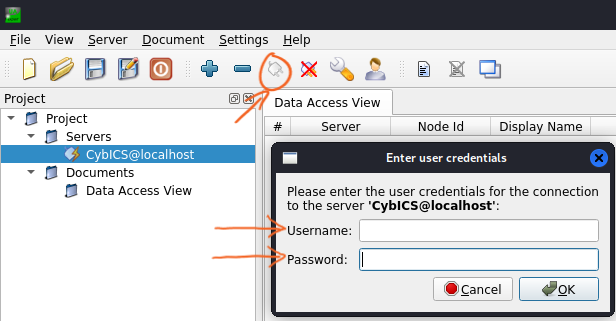 File View Server Document Settings Help
Project
Data Access View
Project
Servers
CybICS@localhost
Documents
Data Access View
# Server Node Id Display Name
Enter user credentials
Please enter the user credentials for the connection
to the server 'CybICS@localhost':
Username:
Password:
Cancel OK